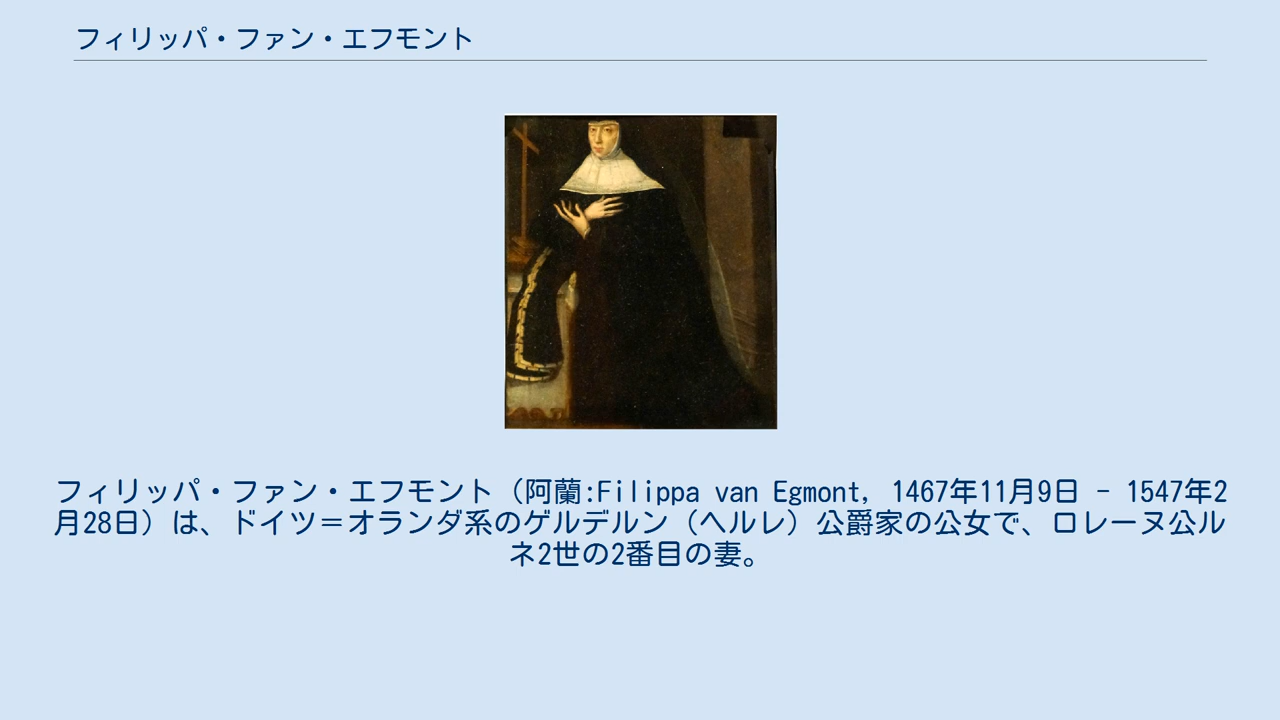 フィリッパ・ファン・エフモント
フィリッパ・ファン・エフモント（阿蘭:Filippa van Egmont, 1467年11月9日 - 1547年2
月28日）は、ドイツ＝オランダ系のゲルデルン（ヘルレ）公爵家の公女で、ロレーヌ公ル
ネ2世の2番目の妻。